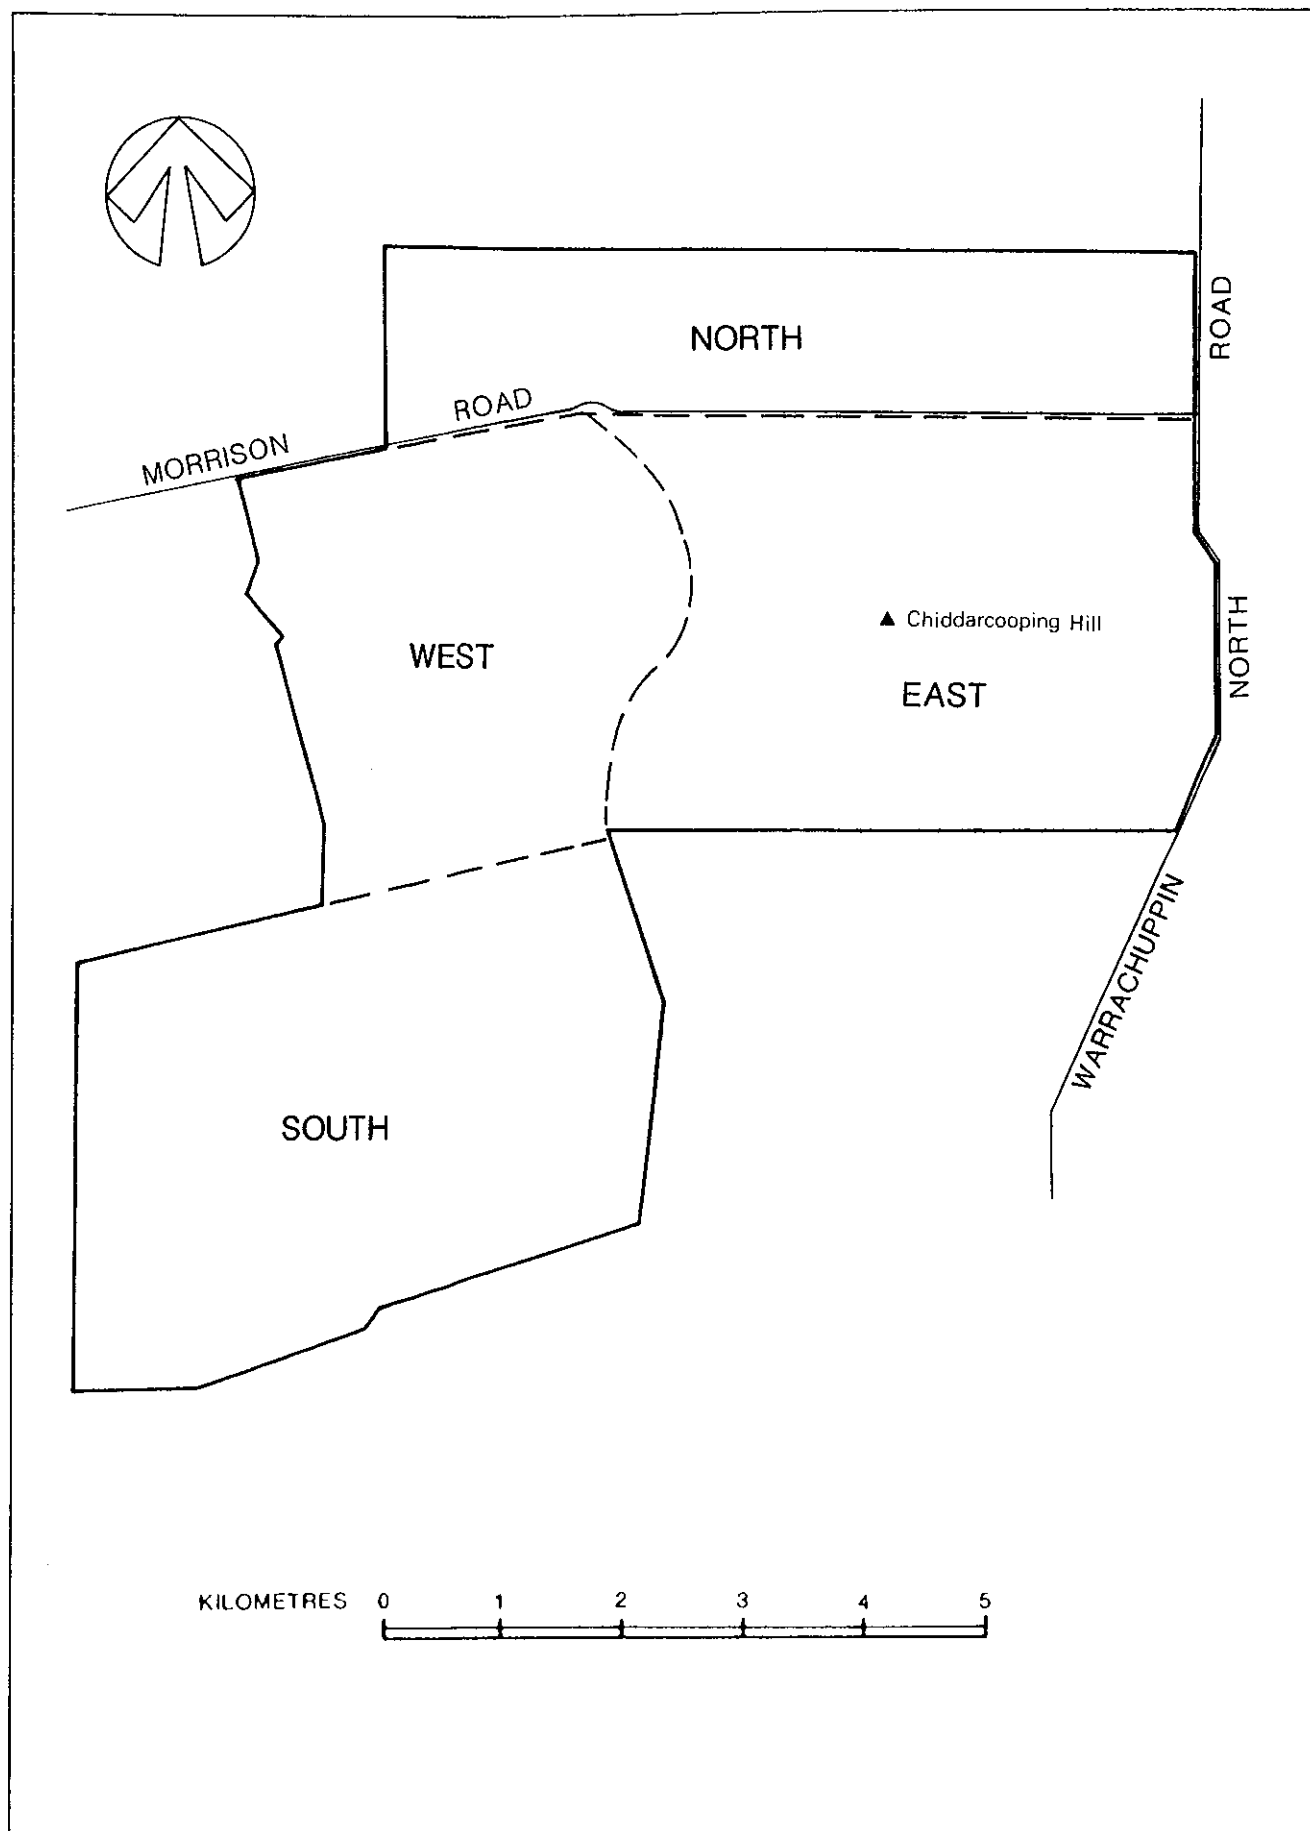 ROAD
NORTH
MORRISON ROAD
NORTH
Chiddarcooping Hill
WEST
EAST
WARRACHUPPIN
SOUTH
KILOMETRES 0 1 2 3 4 5